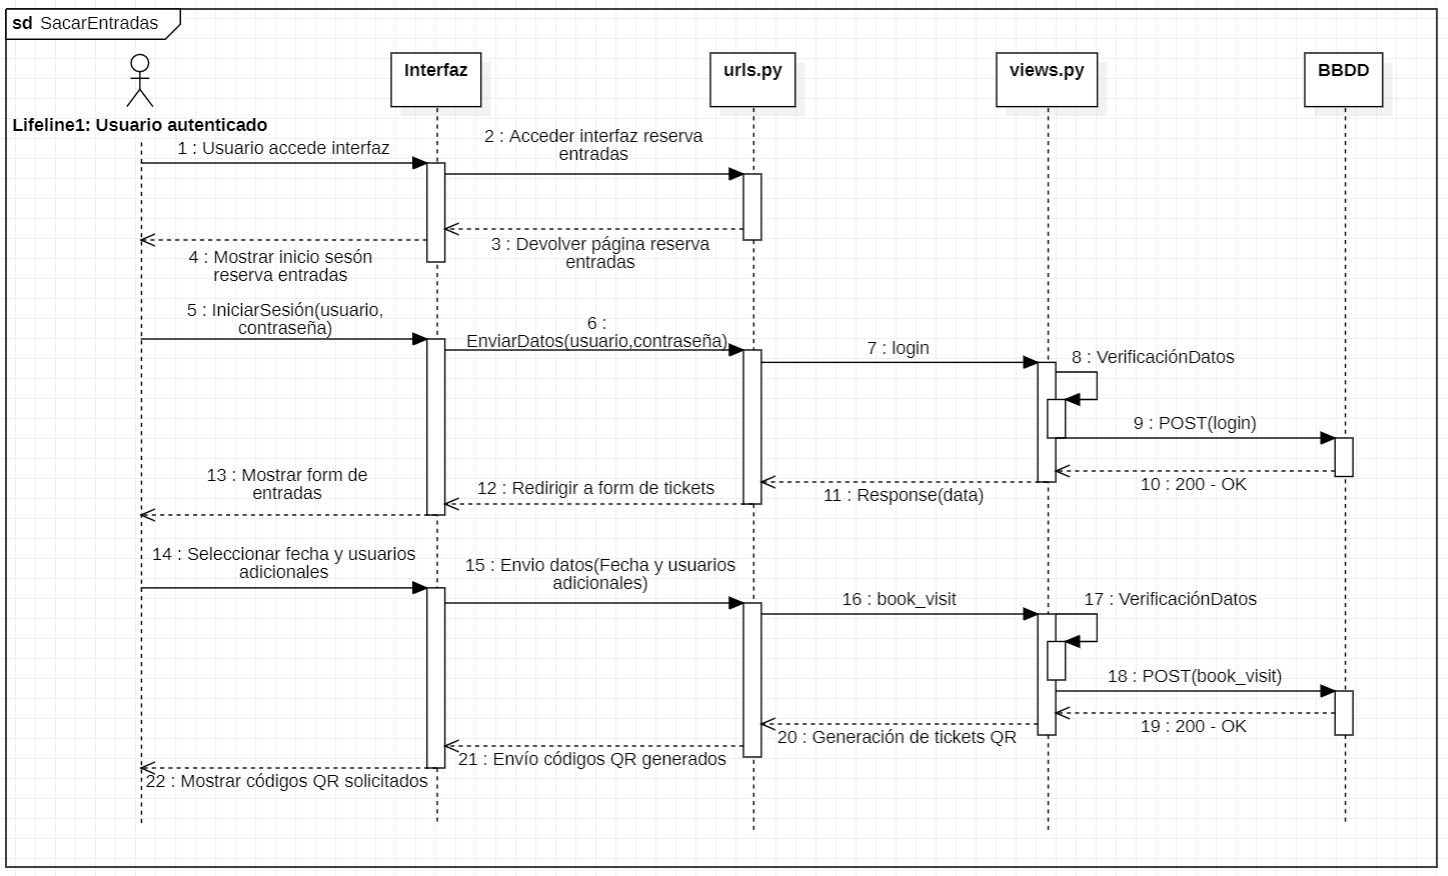 sd SacarEntradas
Interfaz
urls.py
views.py
BBDD
Lifeline1: Usuario autenticado
1 : Usuario accede interfaz
2 : Acceder interfaz reserva
entradas
3 : Devolver página reserva
entradas
4 : Mostrar inicio sesón
reserva entradas
5 : IniciarSesión(usuario,
contraseña)
6 :
EnviarDatos(usuario,contraseña)
7 : login
8 : VerificaciónDatos
9 : POST(login)
10 : 200 - OK
11 : Response(data)
12 : Redirigir a form de tickets
13 : Mostrar form de
entradas
14 : Seleccionar fecha y usuarios
adicionales
15 : Envio datos(Fecha y usuarios
adicionales)
16 : book_visit
17 : VerificaciónDatos
18 : POST(book_visit)
19 : 200 - OK
20 : Generación de tickets QR
21 : Envío códigos QR generados
22 : Mostrar códigos QR solicitados